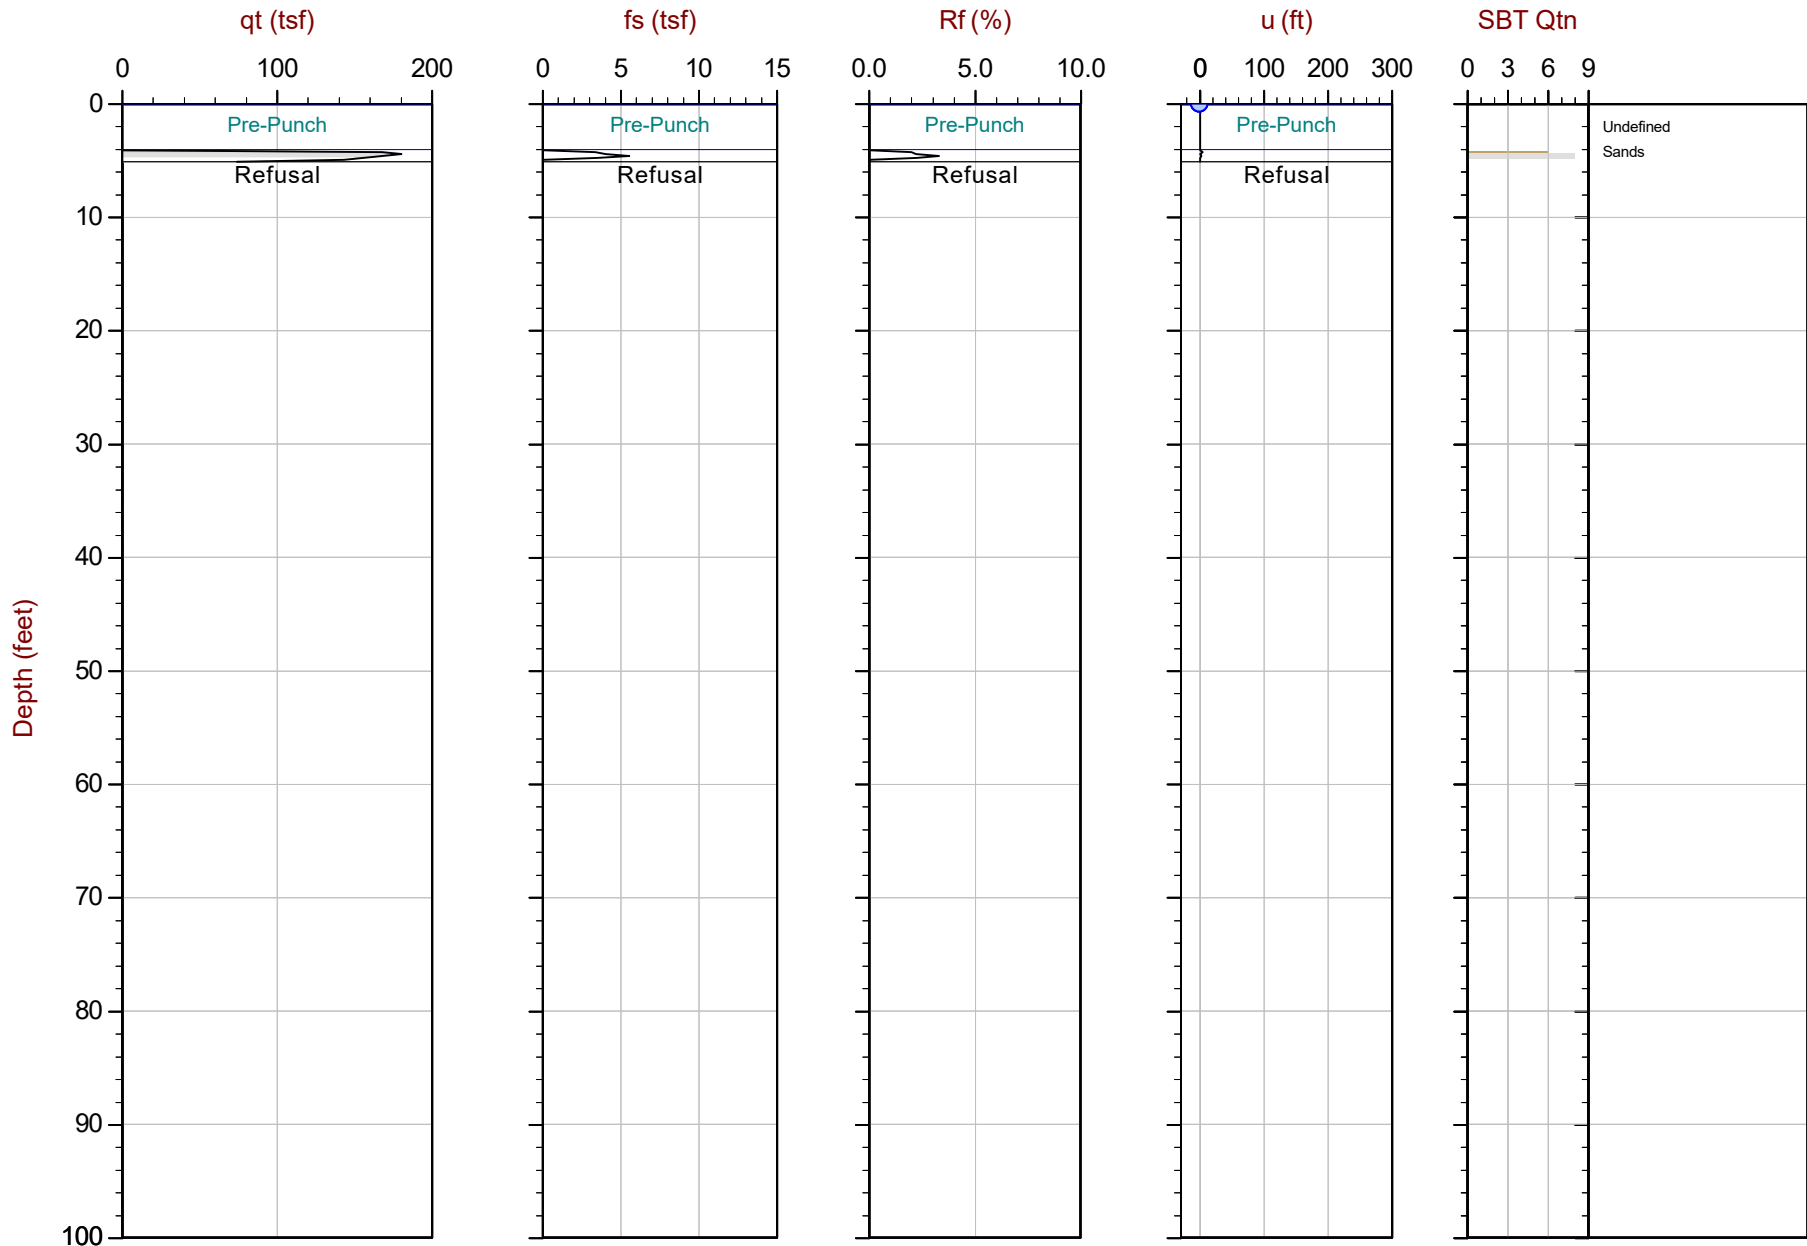 qt (tsf) fs (tsf) Rf (%) u (ft) SBT Qtn
0 100 200 0 5 10 15 0.0 5.0 10.0 0 100 200 300 0 3 6 9
0
Pre-Punch Pre-Punch Pre-Punch Pre-Punch Undefined
Sands
Refusal Refusal Refusal Refusal
10
20
30
40
50
Depth (feet)
60
70
80
90
100